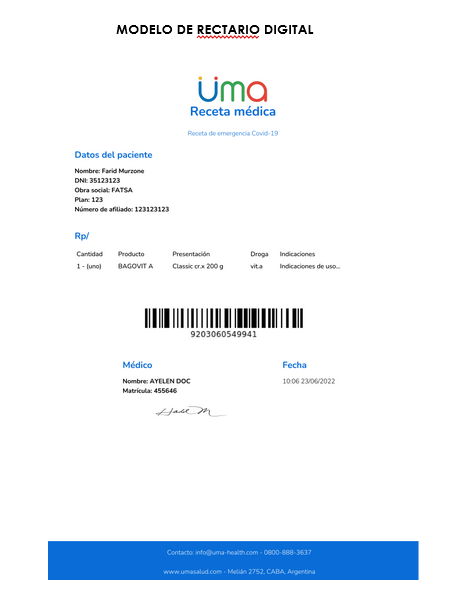 MODELO DE RECTARIO DIGITAL
uma
Receta médica
Receta de emergencia Covid-19
Datos del paciente
Nombre: Farid Murzone
DNI: 35123123
Obra social: FATSA
Plan: 123
Número de afiliado: 123123123
Rp/
Cantidad Producto Presentación Droga Indicaciones
1 - (uno) BAGOVIT A Classic cr.x 200 g vit.a Indicaciones de uso...
9203060549941
Médico Fecha
Nombre: AYELEN DOC 10:06 23/06/2022
Matrícula: 455646
Contacto: info@uma-health.com - 0800-888-3637
www.umasalud.com - Melián 2752, CABA, Argentina